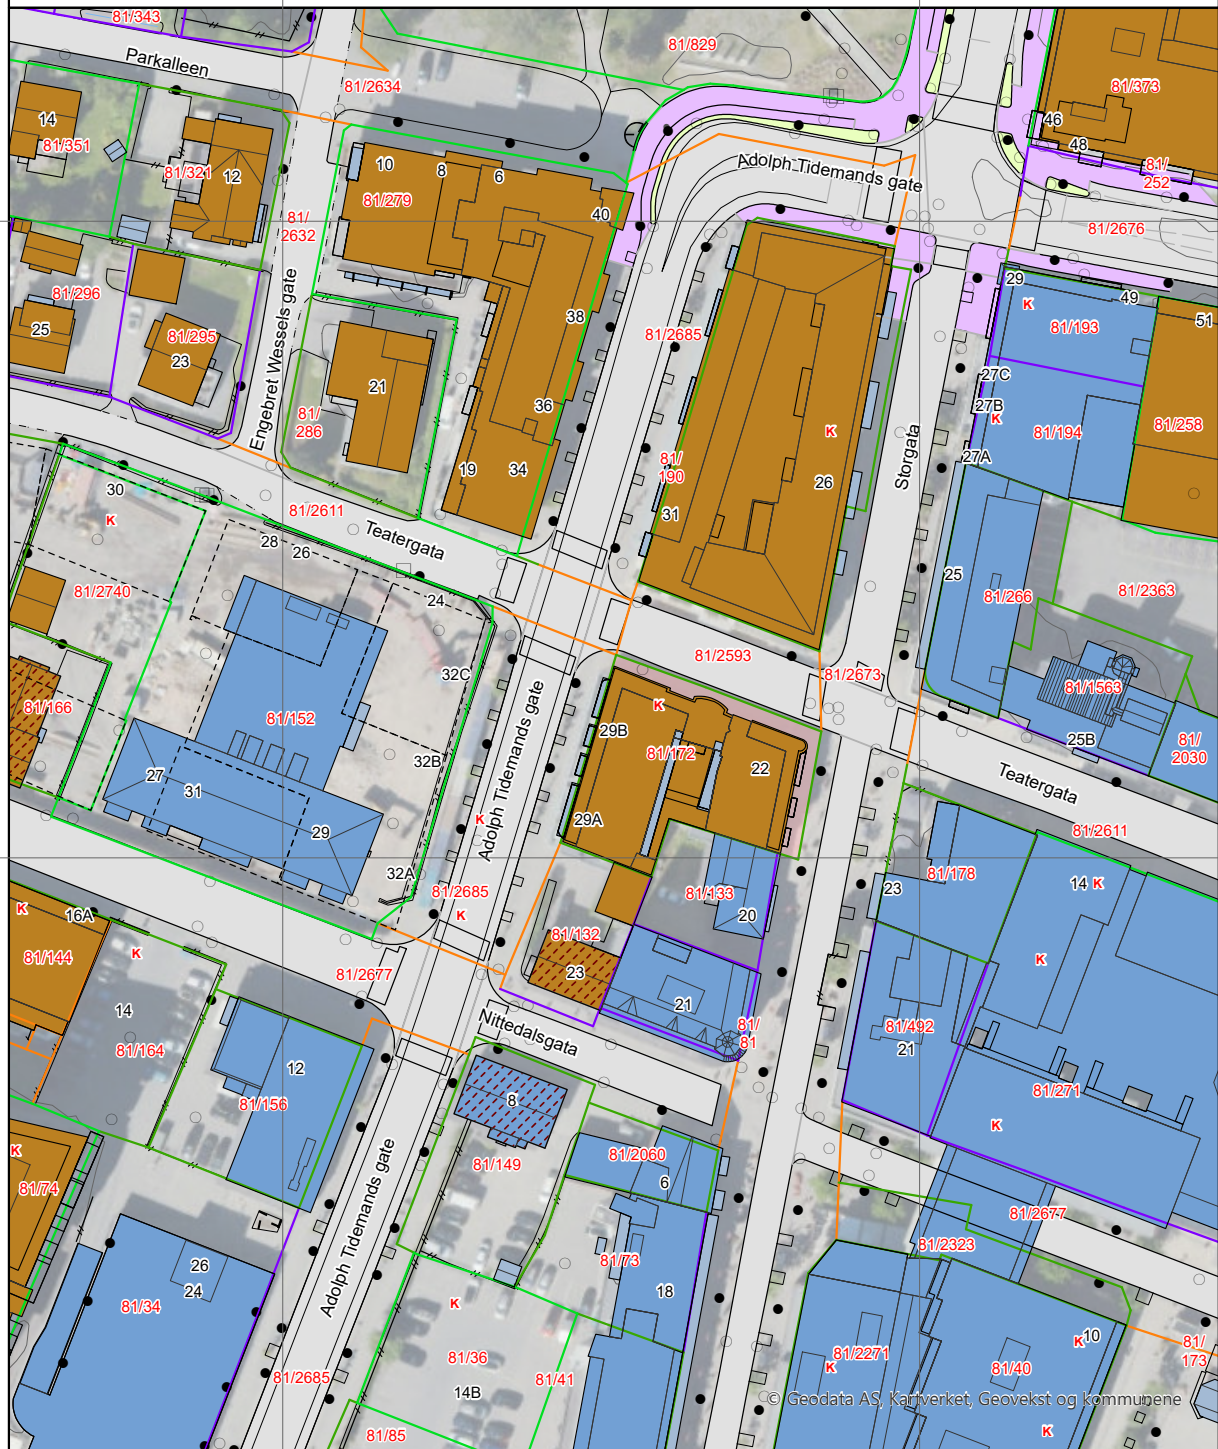 81/343
Parkalleen
81/829
81/2634
81/373
14
81/351
81/321
12
10
8
6
81/279
40
Adolph Tidemands gate
46
48
81/
252
81/
2632
81/2676
81/296
25
81/295
23
Engebret Wessels gate
21
81/
286
38
36
34
19
81/2685
81/
190
31
K
26
Storgata
29
K
49
51
81/193
27C
27B
K
27A
81/194
81/258
30
K
81/2611
Teatergata
28
26
24
81/2740
25
81/266
81/2363
81/2593
81/2673
32C
81/166
81/152
Adolph Tidemands gate
K
29B
81/172
22
81/1563
25B
81/
2030
Teatergata
32B
27
31
29
29A
K
81/2611
32A
81/2685
K
81/133
20
23
81/178
14
K
K
16A
K
81/144
81/132
23
K
81/2677
14
81/164
21
81/
81
81/492
21
K
Nittedalsgata
12
81/156
8
81/271
K
K
81/74
81/149
81/2060
6
Adolph Tidemands gate
81/2677
81/2323
26
24
81/34
81/73
18
K
81/36
14B
81/41
81/2685
81/85
81/2271
K
K
10
81/40
81/
173
© Geodata AS, Kartverket, Geovekst og kommunene
K